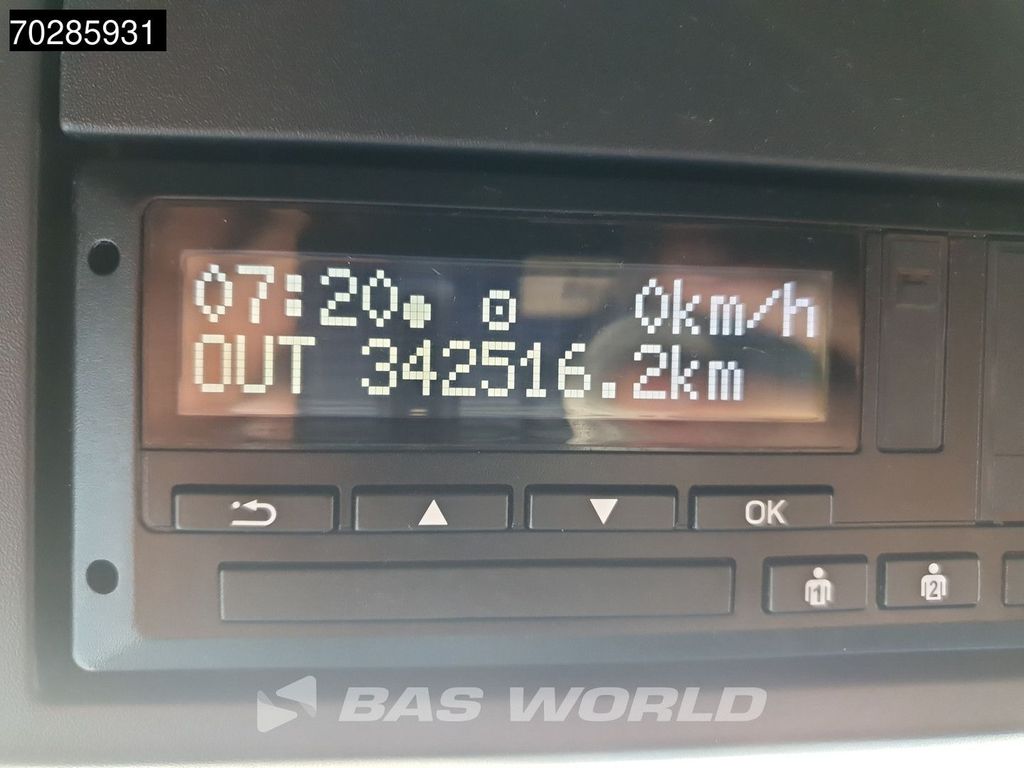 70285931
07:20 0km/h
OUT 342516.2km
OK
1 2
BAS WORLD